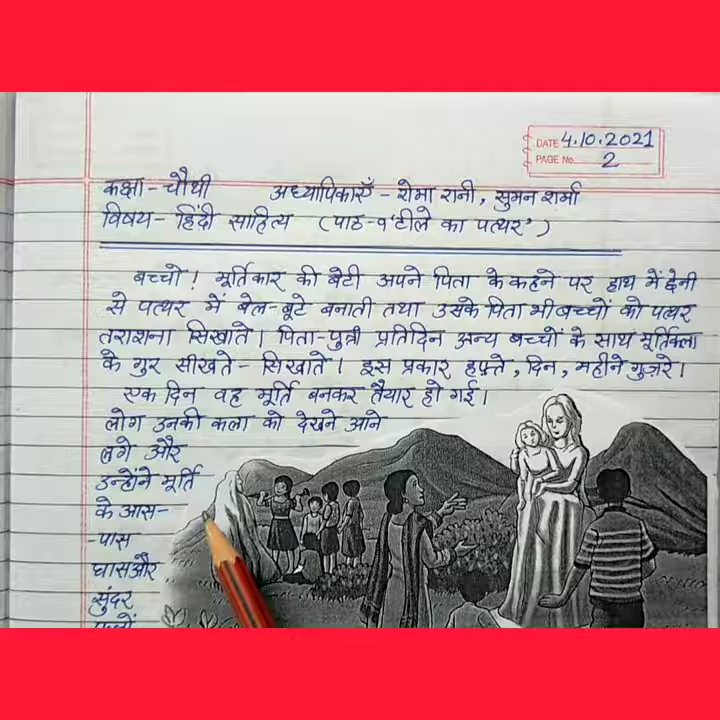 DATE 4.10.2021
PAGE No. 2
कक्षा - चौथी अध्यापिकाएँ - रोमा रानी, सुमन शर्मा
विषय - हिंदी साहित्य (पाठ-१ 'टीले का पत्थर')
बच्चो! मूर्तिकार की बेटी अपने पिता के कहने पर हाथ में छेनी
से पत्थर में बेल-बूटे बनाती तथा उसके पिता भी बच्चों को पत्थर
तराशना सिखाते। पिता-पुत्री प्रतिदिन अन्य बच्चों के साथ मूर्तिकला
के गुर सीखते-सिखाते। इस प्रकार हफ़्ते, दिन, महीने गुज़रे।
एक दिन वह मूर्ति बनकर तैयार हो गई।
लोग उनकी कला को देखने आने
लगे और
उन्होंने मूर्ति
के आस-
-पास
घास और
सुंदर